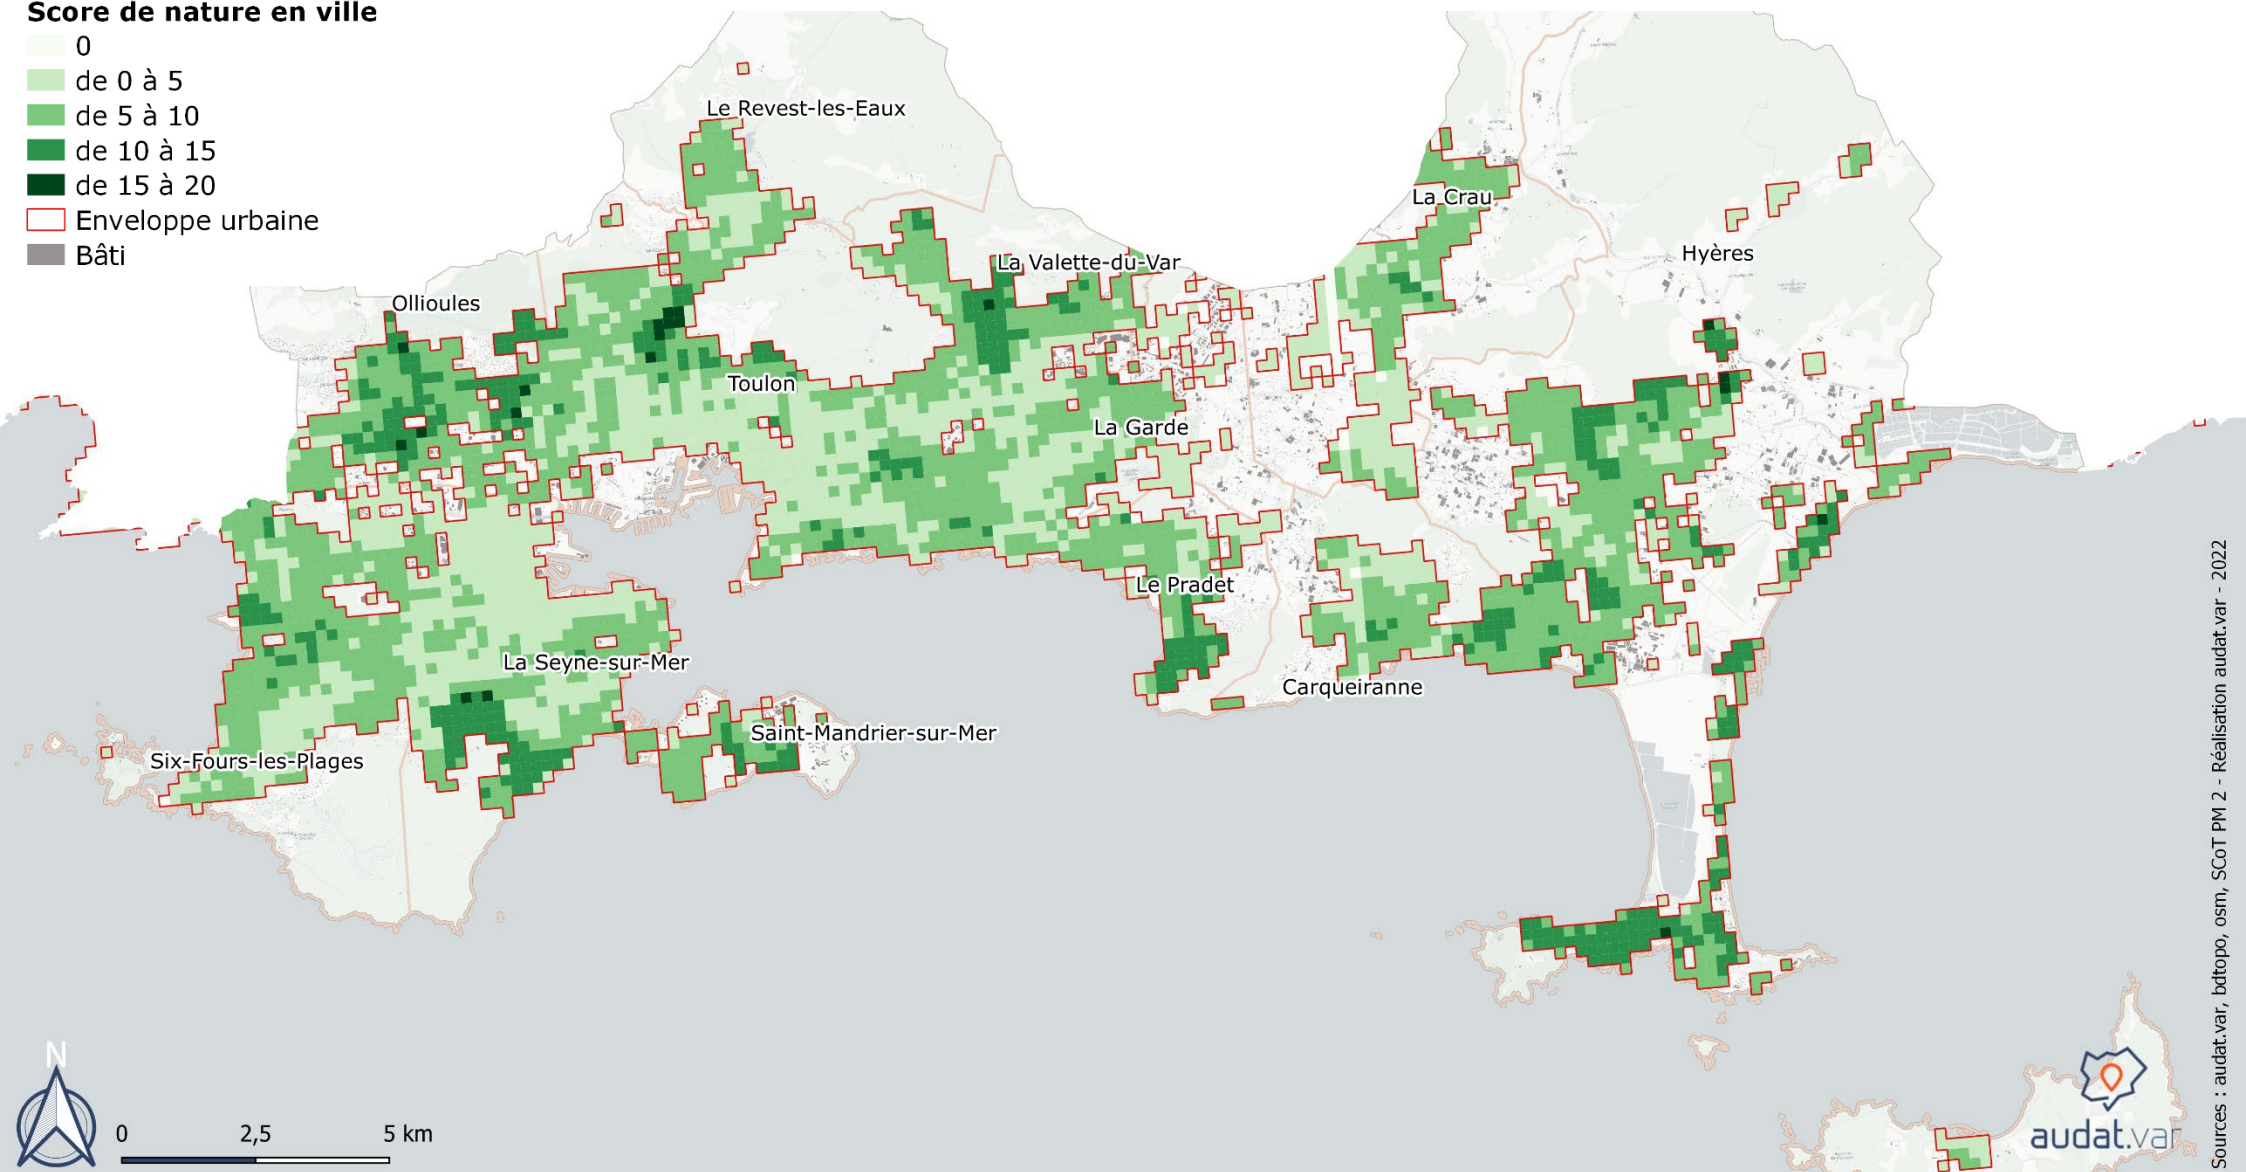 Score de nature en ville
0
de 0 à 5
de 5 à 10
de 10 à 15
de 15 à 20
Enveloppe urbaine
Bâti
Le Revest-les-Eaux
La Crau
Hyères
La Valette-du-Var
Ollioules
Toulon
La Garde
Le Pradet
La Seyne-sur-Mer
Carqueiranne
Saint-Mandrier-sur-Mer
Six-Fours-les-Plages
N
0 2,5 5 km
audat.var
Sources : audat.var, bdtopo, osm, SCoT PM 2 - Réalisation audat.var - 2022